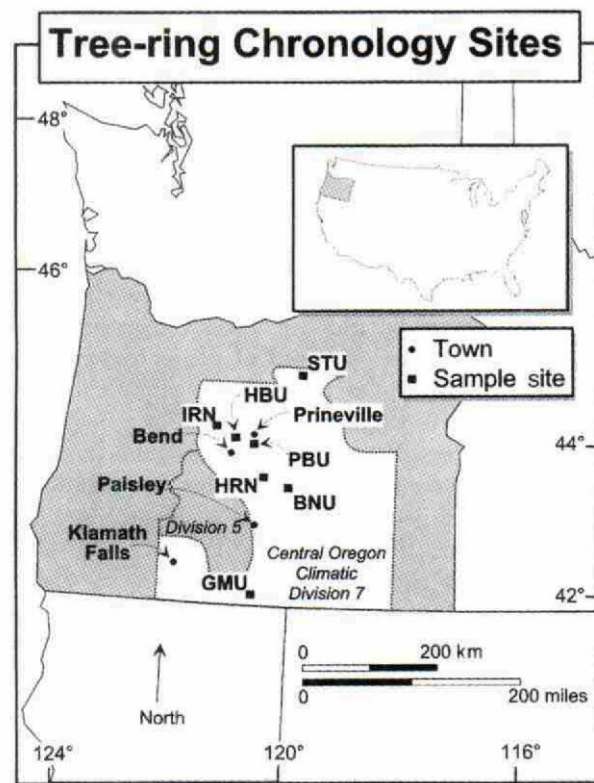 Tree-ring Chronology Sites
48°
46°
• Town
■ Sample site
STU
HBU
IRN
Prineville
Bend
44°
PBU
Paisley
HRN
BNU
Division 5
Klamath
Falls
Central Oregon
Climatic
Division 7
GMU
42°
0 200 km
0 200 miles
North
124° 120° 116°